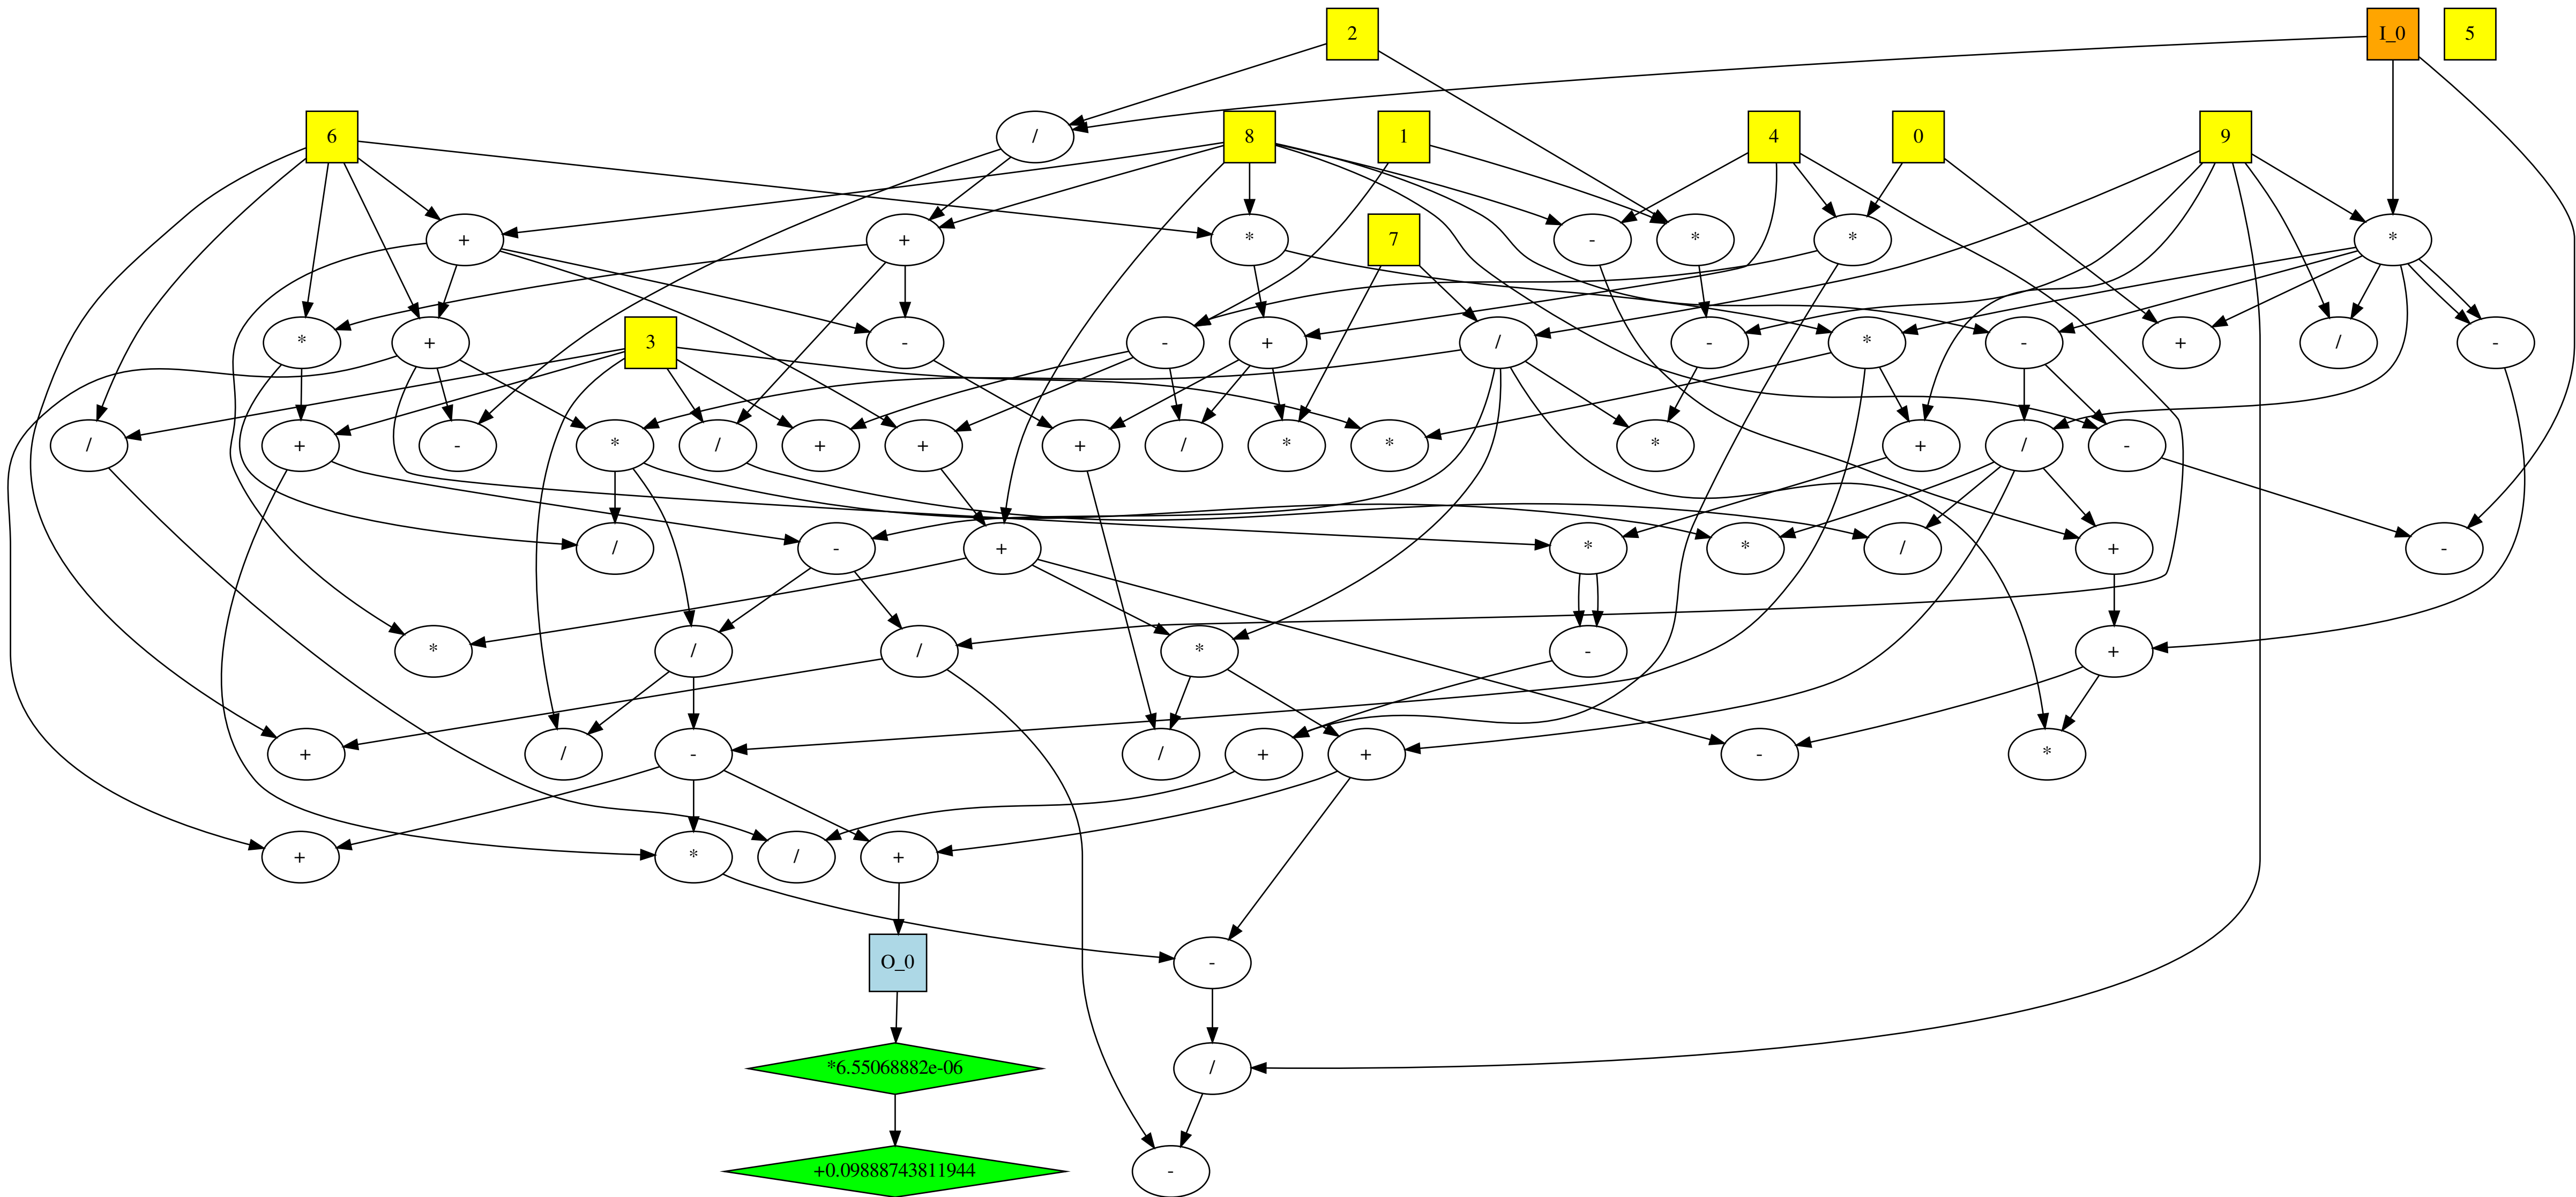 2 I_0 5
6 / 8 1 4 0 9
+ + * 7 - * * *
* + 3 - - + / - * - + / -
/ + - * / + + + / * * * + / -
/ - + * * / + -
* / / * - +
+ / - / + + - *
+ * / +
O_0 -
*6.55068882e-06 /
+0.09888743811944 -